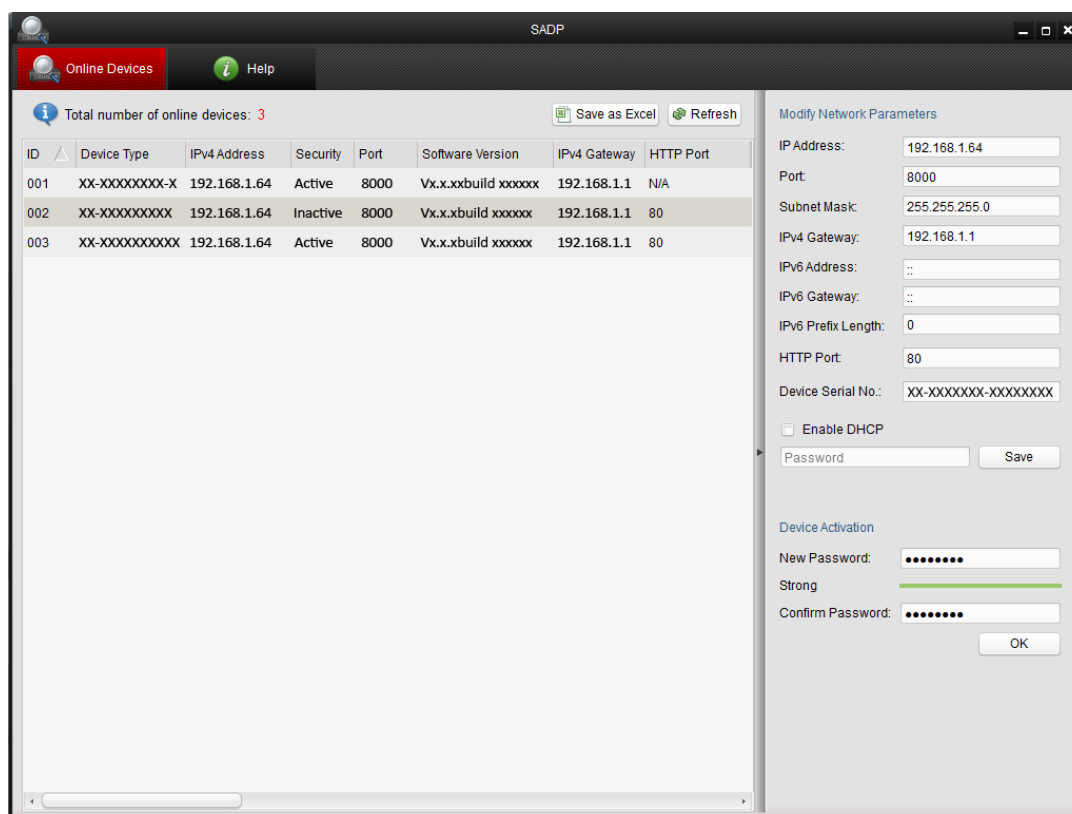 SADP
Online Devices Help
Total number of online devices: 3 Save as Excel Refresh
ID Device Type IPv4 Address Security Port Software Version IPv4 Gateway HTTP Port
001 XX-XXXXXXXX-X 192.168.1.64 Active 8000 Vx.x.xxbuild xxxxxx 192.168.1.1 N/A
002 XX-XXXXXXXXX 192.168.1.64 Inactive 8000 Vx.x.xbuild xxxxxx 192.168.1.1 80
003 XX-XXXXXXXXXX 192.168.1.64 Active 8000 Vx.x.xbuild xxxxxx 192.168.1.1 80
Modify Network Parameters
IP Address: 192.168.1.64
Port: 8000
Subnet Mask: 255.255.255.0
IPv4 Gateway: 192.168.1.1
IPv6 Address: ::
IPv6 Gateway: ::
IPv6 Prefix Length: 0
HTTP Port: 80
Device Serial No.: XX-XXXXXXX-XXXXXXXX
Enable DHCP
Password Save
Device Activation
New Password: ●●●●●●●●
Strong
Confirm Password: ●●●●●●●●
OK